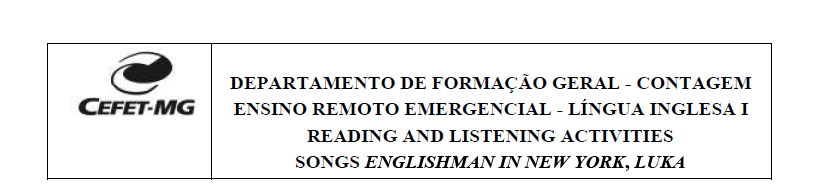 CEFET-MG
DEPARTAMENTO DE FORMAÇÃO GERAL - CONTAGEM
ENSINO REMOTO EMERGENCIAL - LÍNGUA INGLESA I
READING AND LISTENING ACTIVITIES
SONGS ENGLISHMAN IN NEW YORK, LUKA